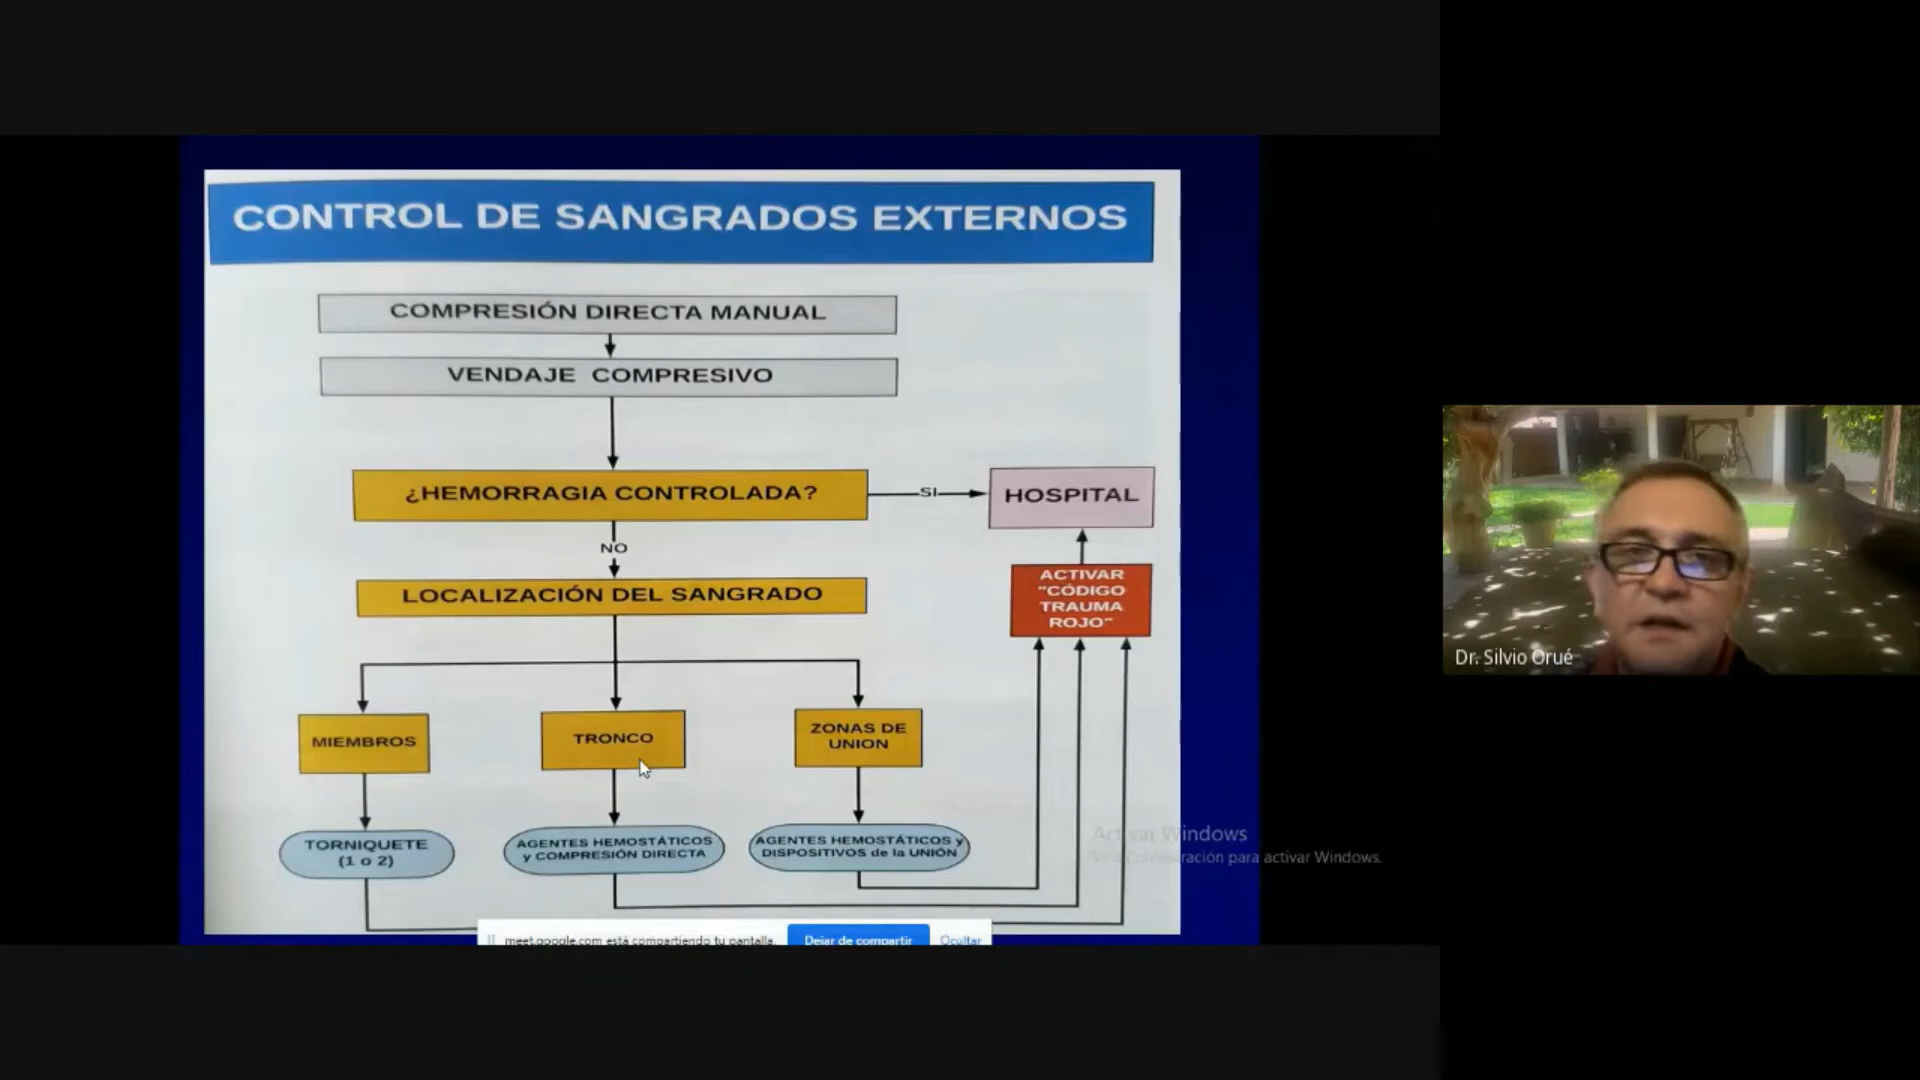 CONTROL DE SANGRADOS EXTERNOS
COMPRESIÓN DIRECTA MANUAL
VENDAJE COMPRESIVO
¿HEMORRAGIA CONTROLADA?
SI
HOSPITAL
NO
LOCALIZACIÓN DEL SANGRADO
ACTIVAR
"CÓDIGO
TRAUMA
ROJO"
MIEMBROS
TRONCO
ZONAS DE
UNION
TORNIQUETE
(1 o 2)
AGENTES HEMOSTÁTICOS
y COMPRESIÓN DIRECTA
AGENTES HEMOSTÁTICOS y
DISPOSITIVOS de la UNIÓN
Activar Windows
para activar Windows.
meet.google.com está compartiendo tu pantalla.
Dejar de compartir
Ocultar
Dr. Silvio Orué